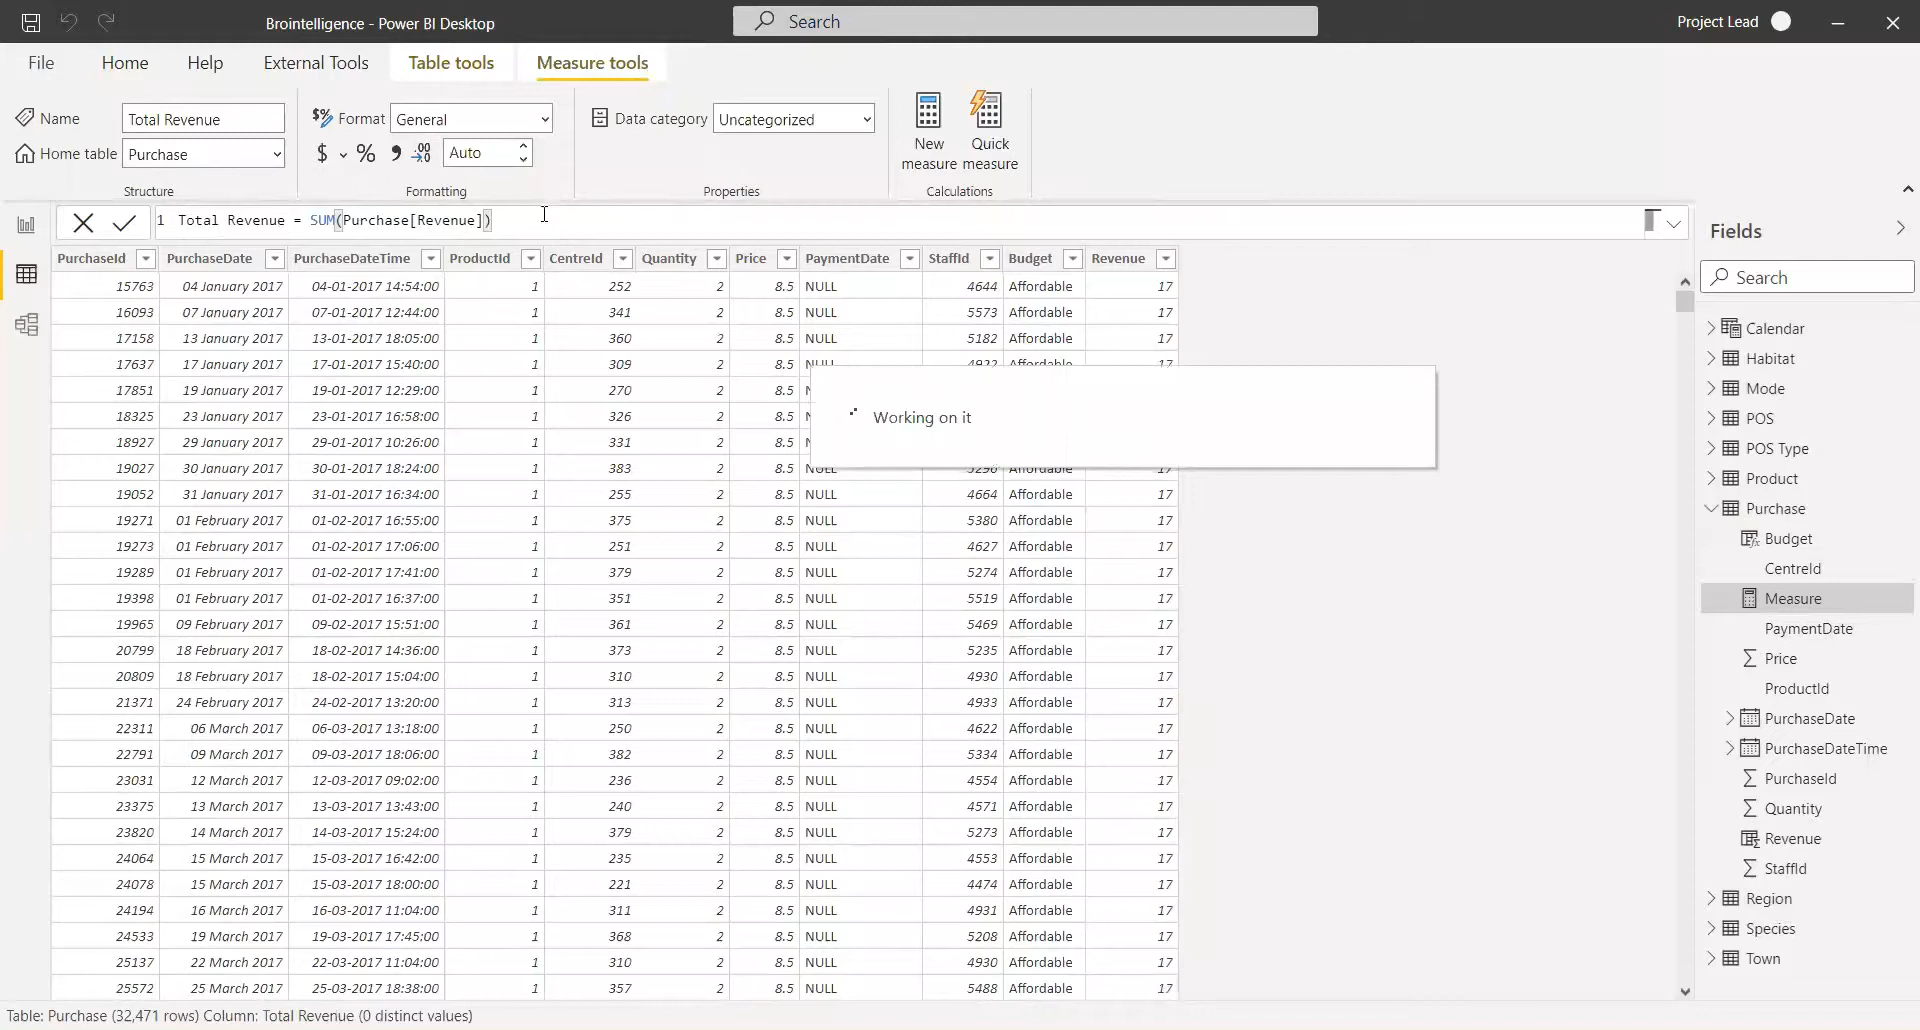 Brointelligence - Power BI Desktop
Search
Project Lead
File Home Help External Tools Table tools Measure tools
Name Total Revenue
Home table Purchase
Structure
$% Format General
$ % , .00 Auto
Formatting
Data category Uncategorized
Properties
New measure
Quick measure
Calculations
1 Total Revenue = SUM(Purchase[Revenue])
PurchaseId PurchaseDate PurchaseDateTime ProductId CentreId Quantity Price PaymentDate StaffId Budget Revenue
15763 04 January 2017 04-01-2017 14:54:00 1 252 2 8.5 NULL 4644 Affordable 17
16093 07 January 2017 07-01-2017 12:44:00 1 341 2 8.5 NULL 5573 Affordable 17
17158 13 January 2017 13-01-2017 18:05:00 1 360 2 8.5 NULL 5182 Affordable 17
17637 17 January 2017 17-01-2017 15:40:00 1 309 2 8.5 NULL 4922 Affordable 17
17851 19 January 2017 19-01-2017 12:29:00 1 270 2 8.5
18325 23 January 2017 23-01-2017 16:58:00 1 326 2 8.5
18927 29 January 2017 29-01-2017 10:26:00 1 331 2 8.5
19027 30 January 2017 30-01-2017 18:24:00 1 383 2 8.5 NULL 5296 Affordable 17
19052 31 January 2017 31-01-2017 16:34:00 1 255 2 8.5 NULL 4664 Affordable 17
19271 01 February 2017 01-02-2017 16:55:00 1 375 2 8.5 NULL 5380 Affordable 17
19273 01 February 2017 01-02-2017 17:06:00 1 251 2 8.5 NULL 4627 Affordable 17
19289 01 February 2017 01-02-2017 17:41:00 1 379 2 8.5 NULL 5274 Affordable 17
19398 01 February 2017 01-02-2017 16:37:00 1 351 2 8.5 NULL 5519 Affordable 17
19965 09 February 2017 09-02-2017 15:51:00 1 361 2 8.5 NULL 5469 Affordable 17
20799 18 February 2017 18-02-2017 14:36:00 1 373 2 8.5 NULL 5235 Affordable 17
20809 18 February 2017 18-02-2017 15:04:00 1 310 2 8.5 NULL 4930 Affordable 17
21371 24 February 2017 24-02-2017 13:20:00 1 313 2 8.5 NULL 4933 Affordable 17
22311 06 March 2017 06-03-2017 13:18:00 1 250 2 8.5 NULL 4622 Affordable 17
22791 09 March 2017 09-03-2017 18:06:00 1 382 2 8.5 NULL 5334 Affordable 17
23031 12 March 2017 12-03-2017 09:02:00 1 236 2 8.5 NULL 4554 Affordable 17
23375 13 March 2017 13-03-2017 13:43:00 1 240 2 8.5 NULL 4571 Affordable 17
23820 14 March 2017 14-03-2017 15:24:00 1 379 2 8.5 NULL 5273 Affordable 17
24064 15 March 2017 15-03-2017 16:42:00 1 235 2 8.5 NULL 4553 Affordable 17
24078 15 March 2017 15-03-2017 18:00:00 1 221 2 8.5 NULL 4474 Affordable 17
24194 16 March 2017 16-03-2017 11:04:00 1 311 2 8.5 NULL 4931 Affordable 17
24533 19 March 2017 19-03-2017 17:45:00 1 368 2 8.5 NULL 5208 Affordable 17
25137 22 March 2017 22-03-2017 11:04:00 1 310 2 8.5 NULL 4930 Affordable 17
25572 25 March 2017 25-03-2017 18:38:00 1 357 2 8.5 NULL 5488 Affordable 17
Working on it
Fields
Search
Calendar
Habitat
Mode
POS
POS Type
Product
Purchase
Budget
CentreId
Measure
PaymentDate
Price
ProductId
PurchaseDate
PurchaseDateTime
PurchaseId
Quantity
Revenue
StaffId
Region
Species
Town
Table: Purchase (32,471 rows) Column: Total Revenue (0 distinct values)